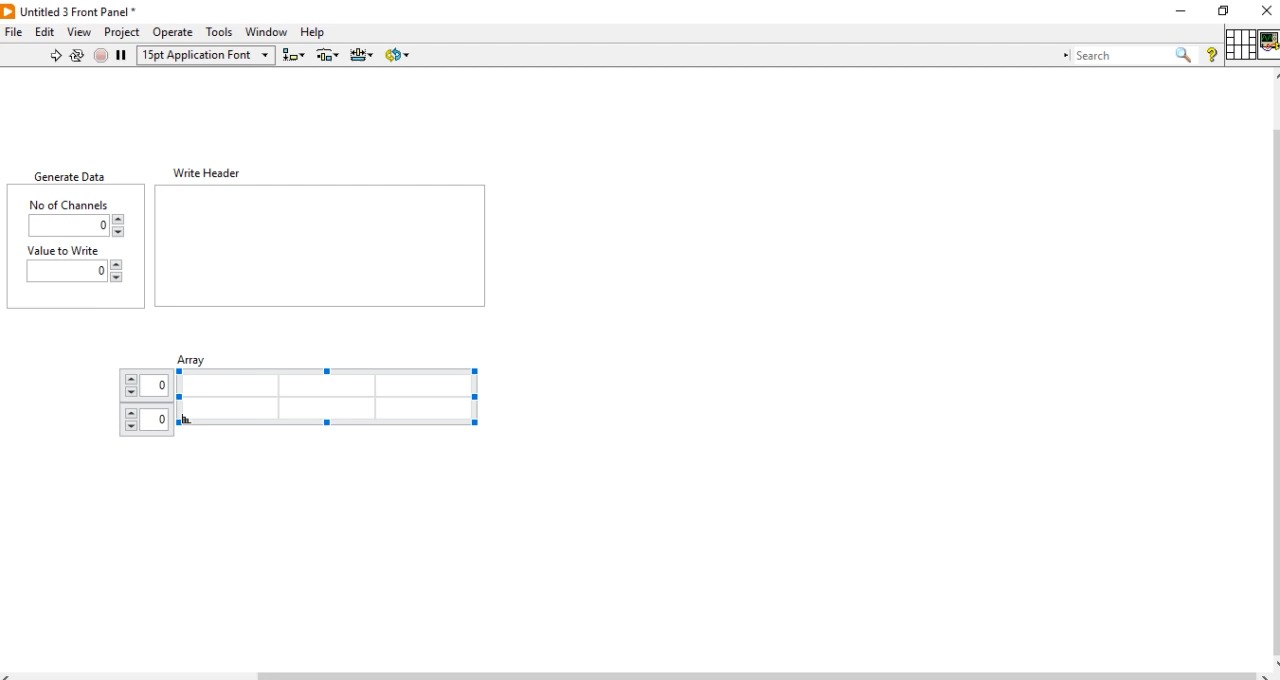 Untitled 3 Front Panel *
File Edit View Project Operate Tools Window Help
15pt Application Font
Search
?
Generate Data
Write Header
No of Channels
0
Value to Write
0
Array
0
0